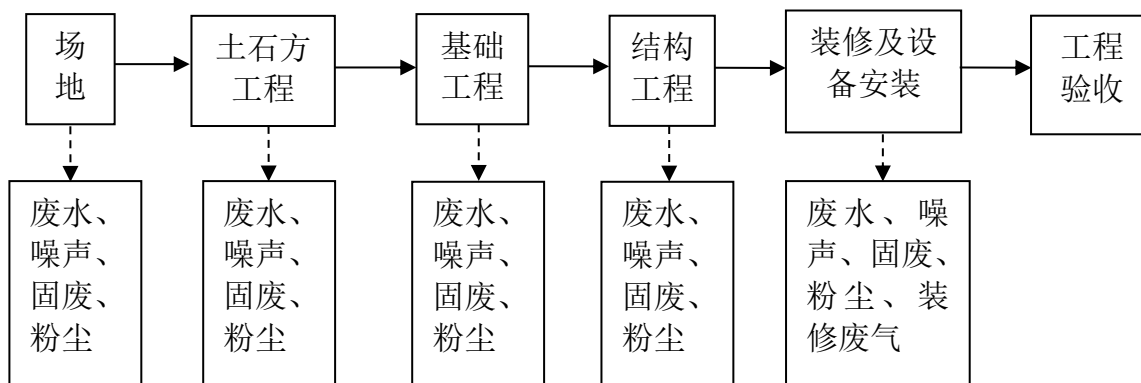 场
地
土石方
工程
基础
工程
结构
工程
装修及设
备安装
工程
验收
废水、
噪声、
固废、
粉尘
废水、
噪声、
固废、
粉尘
废水、
噪声、
固废、
粉尘
废水、
噪声、
固废、
粉尘
废水、噪
声、固废、
粉尘、装
修废气